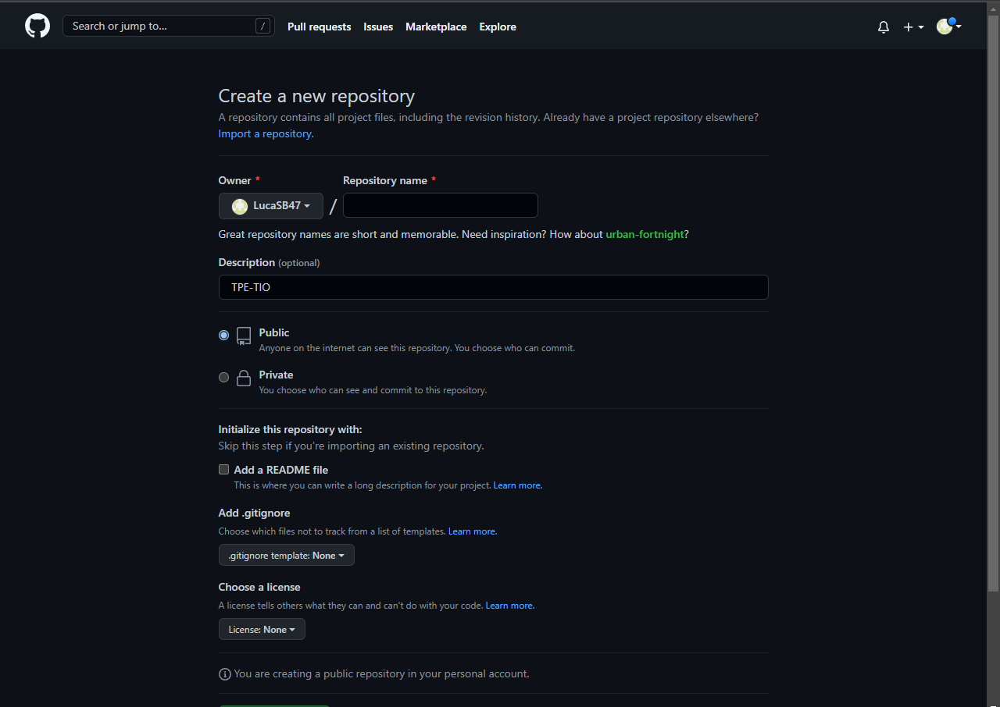 Search or jump to... /
Pull requests Issues Marketplace Explore
Create a new repository
A repository contains all project files, including the revision history. Already have a project repository elsewhere?
Import a repository.
Owner * Repository name *
LucaSB47 /
Great repository names are short and memorable. Need inspiration? How about urban-fortnight?
Description (optional)
TPE-TIO
Public
Anyone on the internet can see this repository. You choose who can commit.
Private
You choose who can see and commit to this repository.
Initialize this repository with:
Skip this step if you’re importing an existing repository.
Add a README file
This is where you can write a long description for your project. Learn more.
Add .gitignore
Choose which files not to track from a list of templates. Learn more.
.gitignore template: None
Choose a license
A license tells others what they can and can't do with your code. Learn more.
License: None
You are creating a public repository in your personal account.